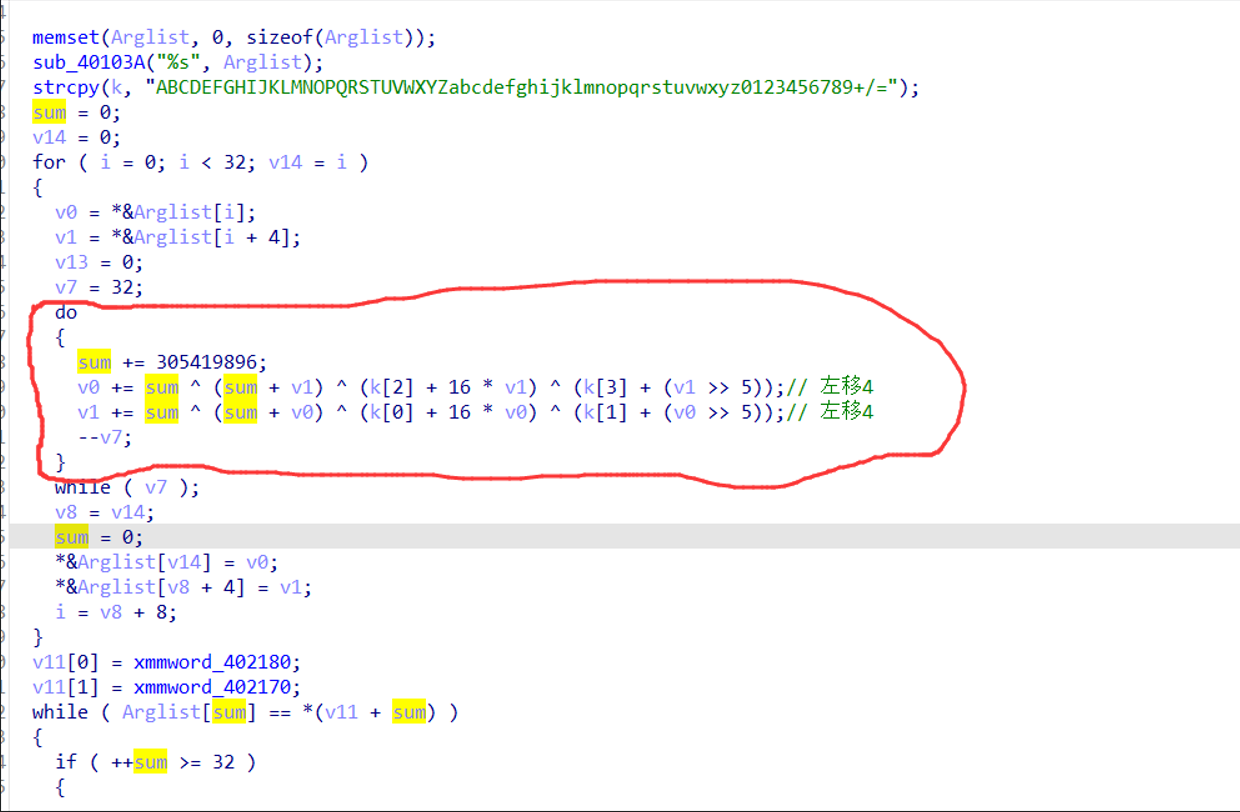 memset(Arglist, 0, sizeof(Arglist));
sub_40103A("%s", Arglist);
strcpy(k, "ABCDEFGHIJKLMNOPQRSTUVWXYZabcdefghijklmnopqrstuvwxyz0123456789+/=");
sum = 0;
v14 = 0;
for ( i = 0; i < 32; v14 = i )
{
v0 = *&Arglist[i];
v1 = *&Arglist[i + 4];
v13 = 0;
v7 = 32;
do
{
sum += 305419896;
v0 += sum ^ (sum + v1) ^ (k[2] + 16 * v1) ^ (k[3] + (v1 >> 5));// 左移4
v1 += sum ^ (sum + v0) ^ (k[0] + 16 * v0) ^ (k[1] + (v0 >> 5));// 左移4
--v7;
}
while ( v7 );
v8 = v14;
sum = 0;
*&Arglist[v14] = v0;
*&Arglist[v8 + 4] = v1;
i = v8 + 8;
}
v11[0] = xmmword_402180;
v11[1] = xmmword_402170;
while ( Arglist[sum] == *(v11 + sum) )
{
if ( ++sum >= 32 )
{